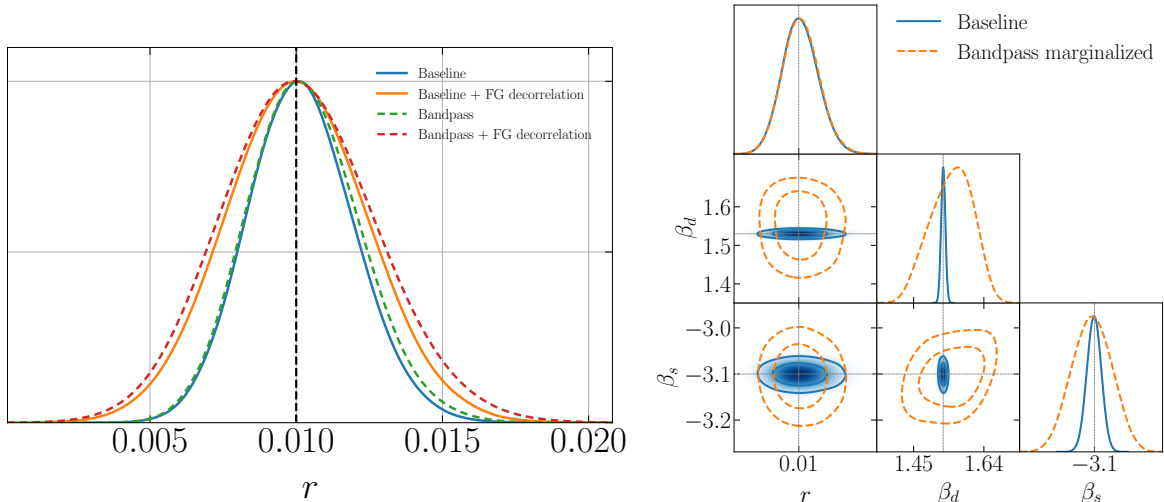 Baseline
Baseline + FG decorrelation
Bandpass
Bandpass + FG decorrelation
0.005
0.010
0.015
0.020
r
Baseline
Bandpass marginalized
1.6
1.5
1.4
β_d
−3.0
−3.1
−3.2
β_s
0.01
1.45
1.64
−3.1
r
β_d
β_s